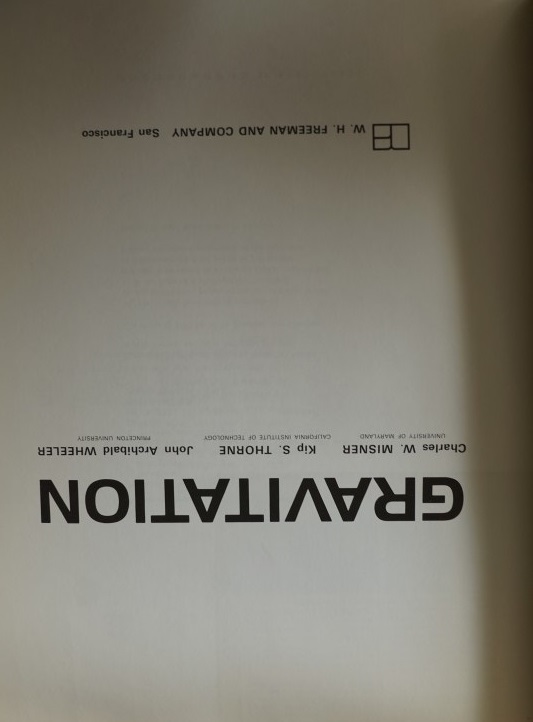 GRAVITATION
Charles W. MISNER Kip S. THORNE John Archibald WHEELER
UNIVERSITY OF MARYLAND CALIFORNIA INSTITUTE OF TECHNOLOGY PRINCETON UNIVERSITY
W. H. FREEMAN AND COMPANY San Francisco